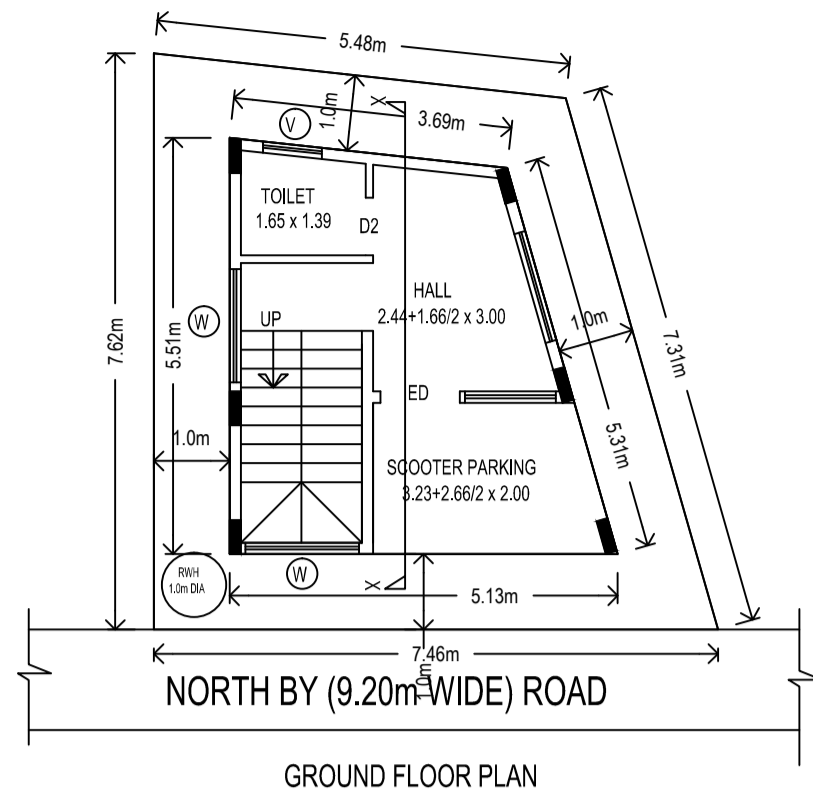 5.48m
1.0m
X
V
3.69m
TOILET
1.65 x 1.39
D2
HALL
2.44+1.66/2 x 3.00
W
UP
1.0m
7.62m
5.51m
7.31m
ED
5.31m
1.0m
SCOOTER PARKING
3.23+2.66/2 x 2.00
RWH
1.0m DIA
W
X
5.13m
7.46m
1.0m
NORTH BY (9.20m WIDE) ROAD
GROUND FLOOR PLAN